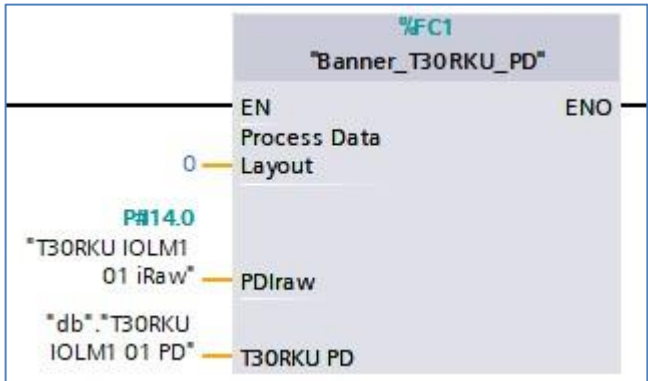 %FC1
"Banner_T30RKU_PD"
EN
ENO
Process Data
0
Layout
P#I14.0
"T30RKU IOLM1
01 iRaw"
PDIraw
"db"."T30RKU
IOLM1 01 PD"
T30RKU PD